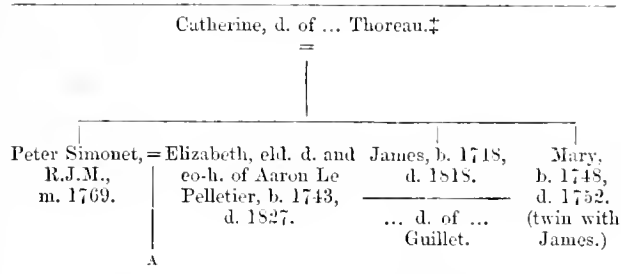 Catherine, d. of ... Thoreau.‡
=
Peter Simonet,
R.J.M.,
m. 1769.
=
Elizabeth, eld. d. and
co-h. of Aaron Le
Pelletier, b. 1743,
d. 1827.
James, b. 1718,
d. 1818.
... d. of ...
Guillet.
Mary,
b. 1748,
d. 1752.
(twin with
James.)
A